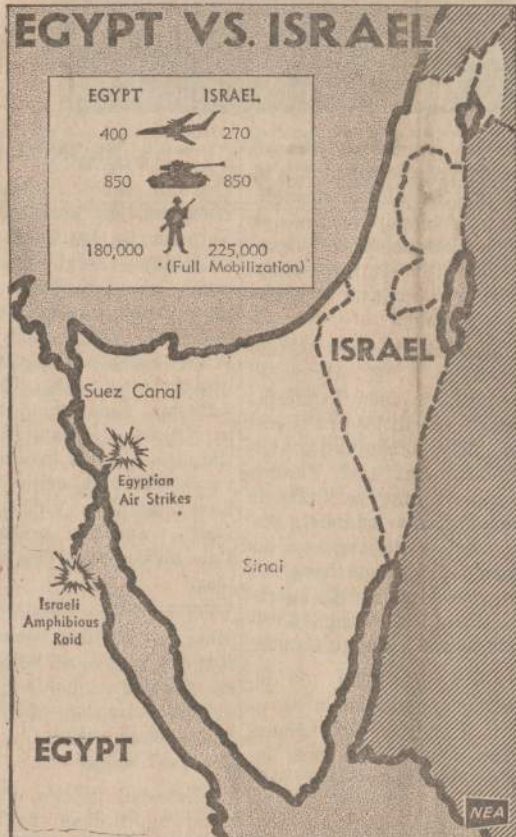 EGYPT VS. ISRAEL
EGYPT ISRAEL
400 270
850 850
180,000 225,000
(Full Mobilization)
ISRAEL
Suez Canal
Egyptian
Air Strikes
Sinai
Israeli
Amphibious
Raid
EGYPT
NEA